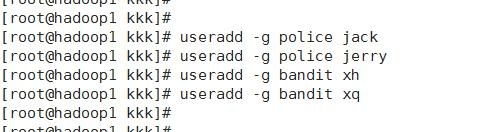 [root@hadoop1 kkk]#
[root@hadoop1 kkk]#
[root@hadoop1 kkk]# useradd -g police jack
[root@hadoop1 kkk]# useradd -g police jerry
[root@hadoop1 kkk]# useradd -g bandit xh
[root@hadoop1 kkk]# useradd -g bandit xq
[root@hadoop1 kkk]#
[root@hadoop1 kkk]#